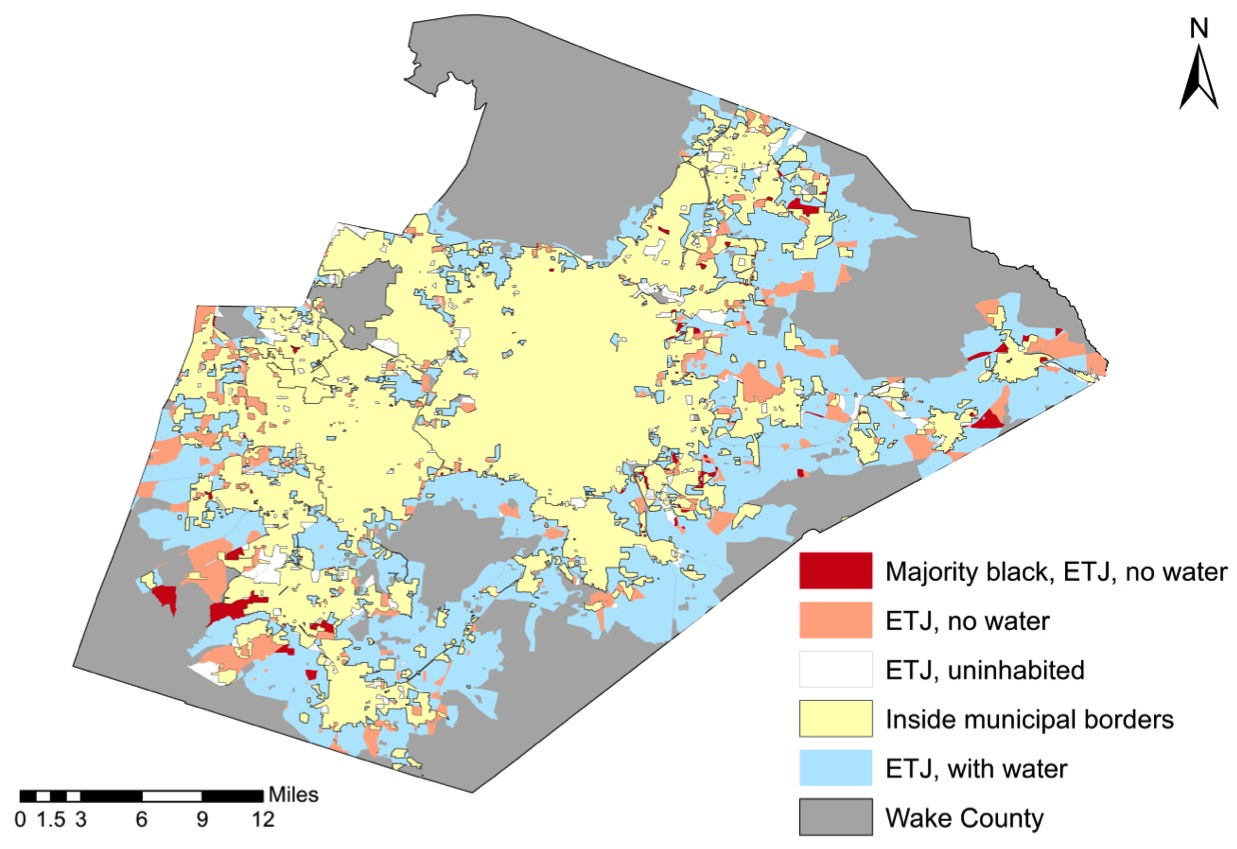 N
Majority black, ETJ, no water
ETJ, no water
ETJ, uninhabited
Inside municipal borders
ETJ, with water
Wake County
Miles
0 1.5 3 6 9 12